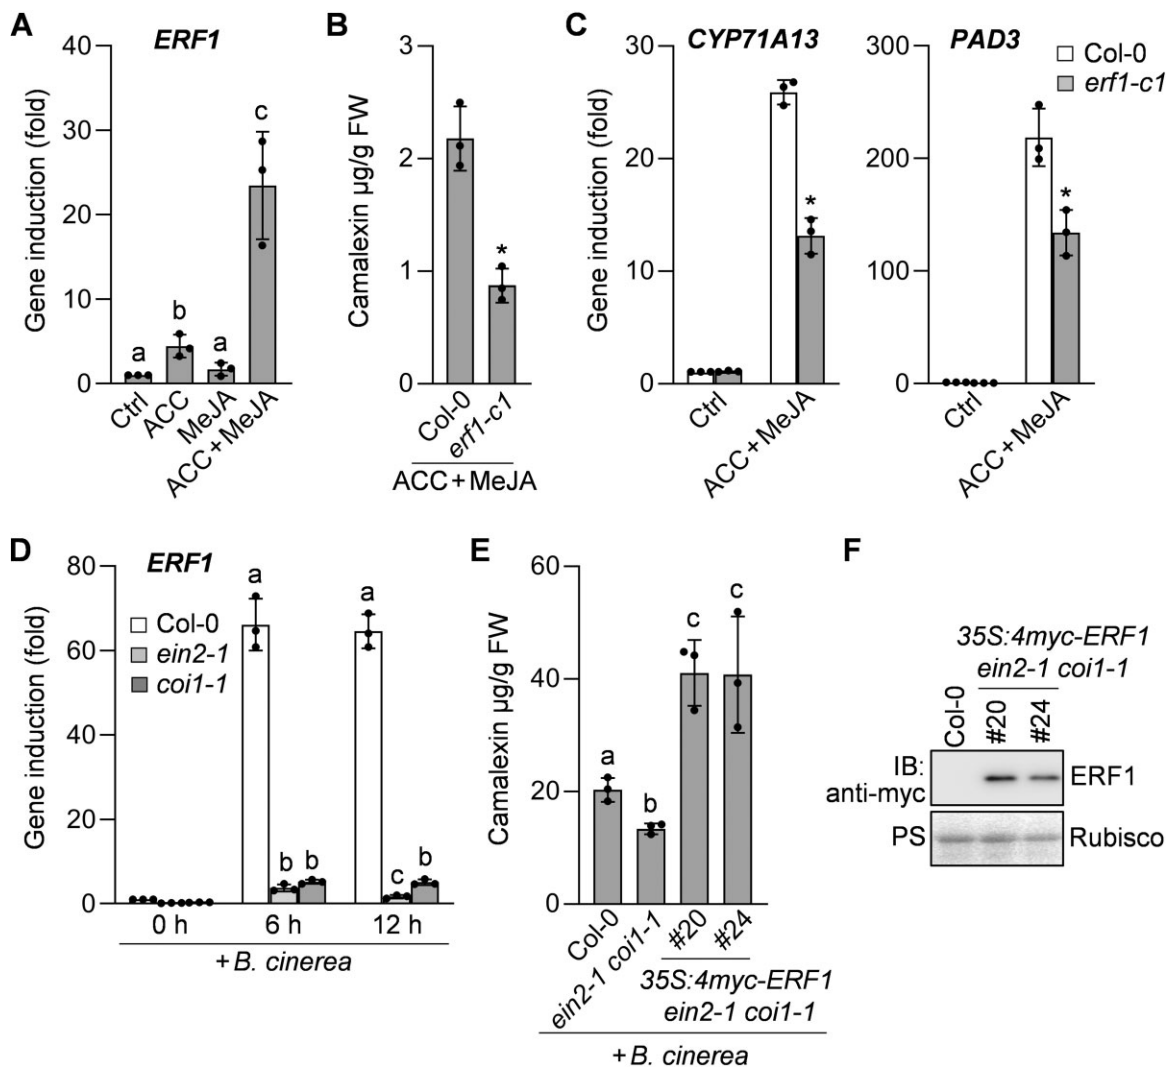 A
ERF1
Gene induction (fold)
40
30
20
10
0
a
b
a
c
Ctrl
ACC
MeJA
ACC+MeJA
B
Camalexin µg/g FW
3
2
1
0
*
Col-0
erf1-c1
ACC+MeJA
C
CYP71A13
Gene induction (fold)
30
20
10
0
*
Ctrl
ACC+MeJA
PAD3
300
200
100
0
*
Ctrl
ACC+MeJA
Col-0
erf1-c1
D
ERF1
Gene induction (fold)
80
60
40
20
0
Col-0
ein2-1
coi1-1
a
b
b
a
c
b
0 h
6 h
12 h
+B. cinerea
E
Camalexin µg/g FW
60
40
20
0
a
b
c
c
Col-0
ein2-1 coi1-1
#20
#24
35S:4myc-ERF1
ein2-1 coi1-1
+B. cinerea
F
35S:4myc-ERF1
ein2-1 coi1-1
Col-0
#20
#24
IB:
anti-myc
ERF1
PS
Rubisco